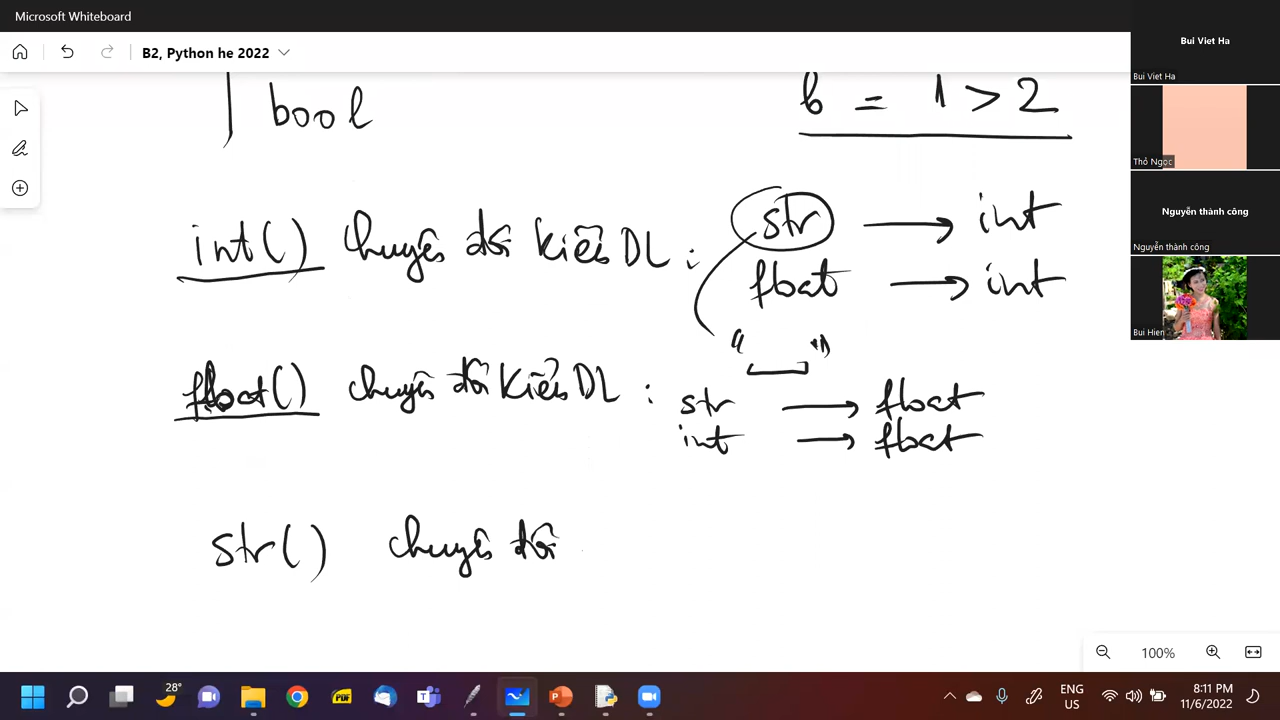 Microsoft Whiteboard
B2, Python he 2022
Bui Viet Ha
Bui Viet Ha
Thỏ Ngọc
Nguyễn thành công
Nguyễn thành công
Bui Hien
bool
b = 1 > 2
int() chuyển đổi kiểu DL : str → int
float → int
" "
float() chuyển đổi kiểu DL : str → float
int → float
str() chuyển đổi
100%
28°
PDF
ENG
US
8:11 PM
11/6/2022